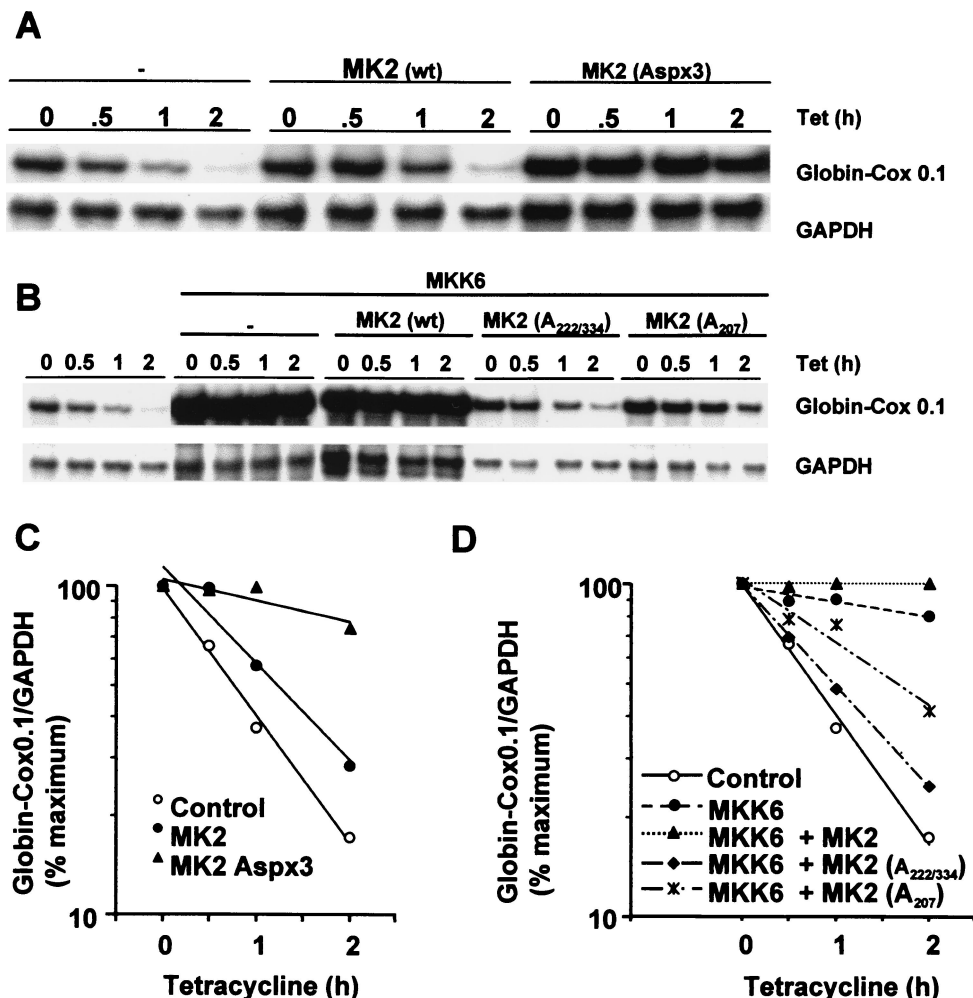 A
- MK2 (wt) MK2 (Aspx3)
0 .5 1 2 0 .5 1 2 0 .5 1 2 Tet (h)
Globin-Cox 0.1
GAPDH
B
MKK6
- MK2 (wt) MK2 (A222/334) MK2 (A207)
0 0.5 1 2 0 0.5 1 2 0 0.5 1 2 0 0.5 1 2 0 0.5 1 2 Tet (h)
Globin-Cox 0.1
GAPDH
C
Globin-Cox0.1/GAPDH
(% maximum)
100
10
Control
MK2
MK2 Aspx3
0 1 2
Tetracycline (h)
D
Globin-Cox0.1/GAPDH
(% maximum)
100
10
Control
MKK6
MKK6 + MK2
MKK6 + MK2 (A222/334)
MKK6 + MK2 (A207)
0 1 2
Tetracycline (h)